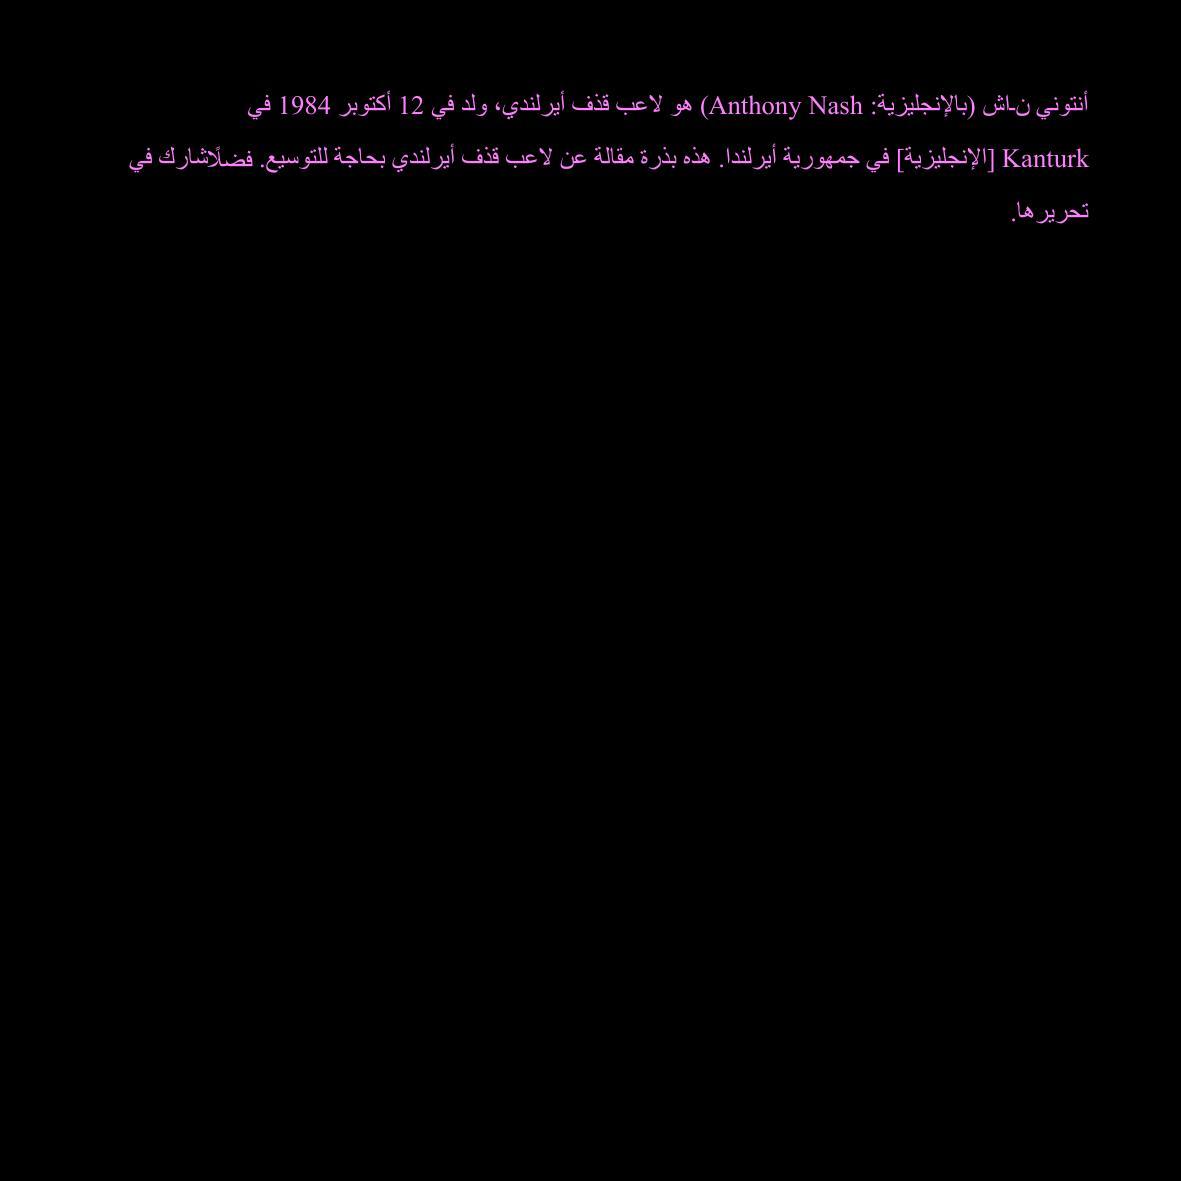 أنتوني ن‍اش (بالإنجليزية: Anthony Nash) هو لاعب قذف أيرلندي، ولد في 12 أكتوبر 1984 في
Kanturk [الإنجليزية] في جمهورية أيرلندا. هذه بذرة مقالة عن لاعب قذف أيرلندي بحاجة للتوسيع. فضلًاشارك في
تحريرها.